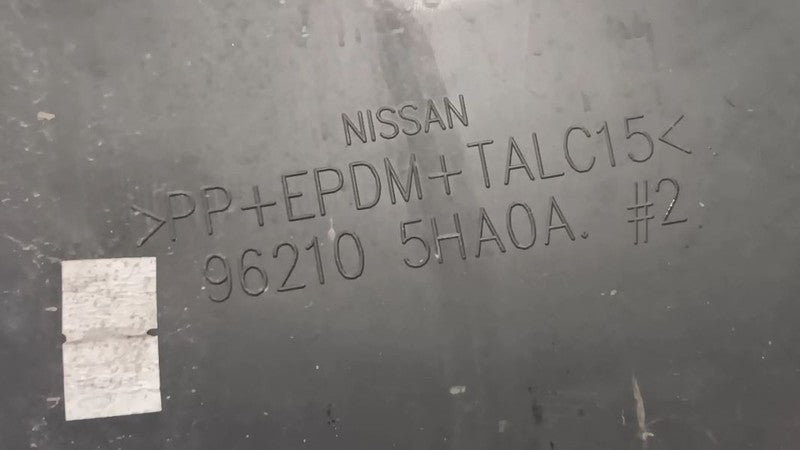 NISSAN
>PP+EPDM+TALC15<
96210 5HA0A. #2